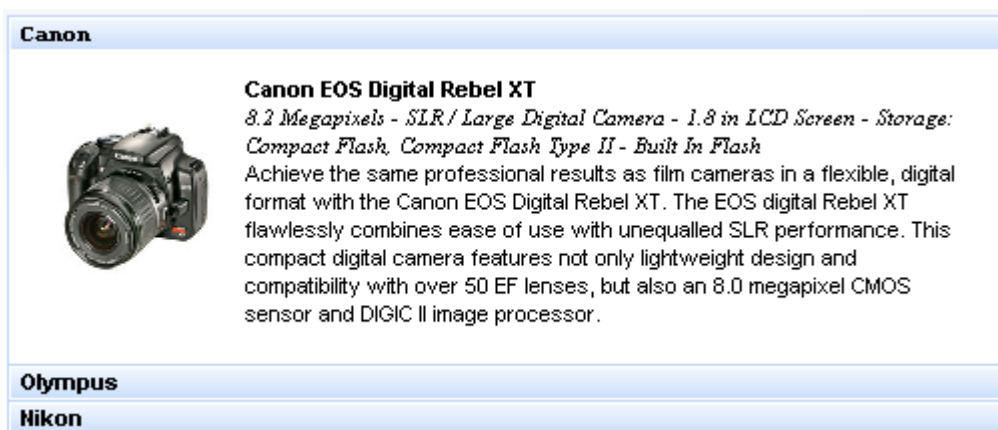 Canon
Canon EOS Digital Rebel XT
8.2 Megapixels - SLR / Large Digital Camera - 1.8 in LCD Screen - Storage:
Compact Flash, Compact Flash Type II - Built In Flash
Achieve the same professional results as film cameras in a flexible, digital
format with the Canon EOS Digital Rebel XT. The EOS digital Rebel XT
flawlessly combines ease of use with unequalled SLR performance. This
compact digital camera features not only lightweight design and
compatibility with over 50 EF lenses, but also an 8.0 megapixel CMOS
sensor and DIGIC II image processor.
Olympus
Nikon